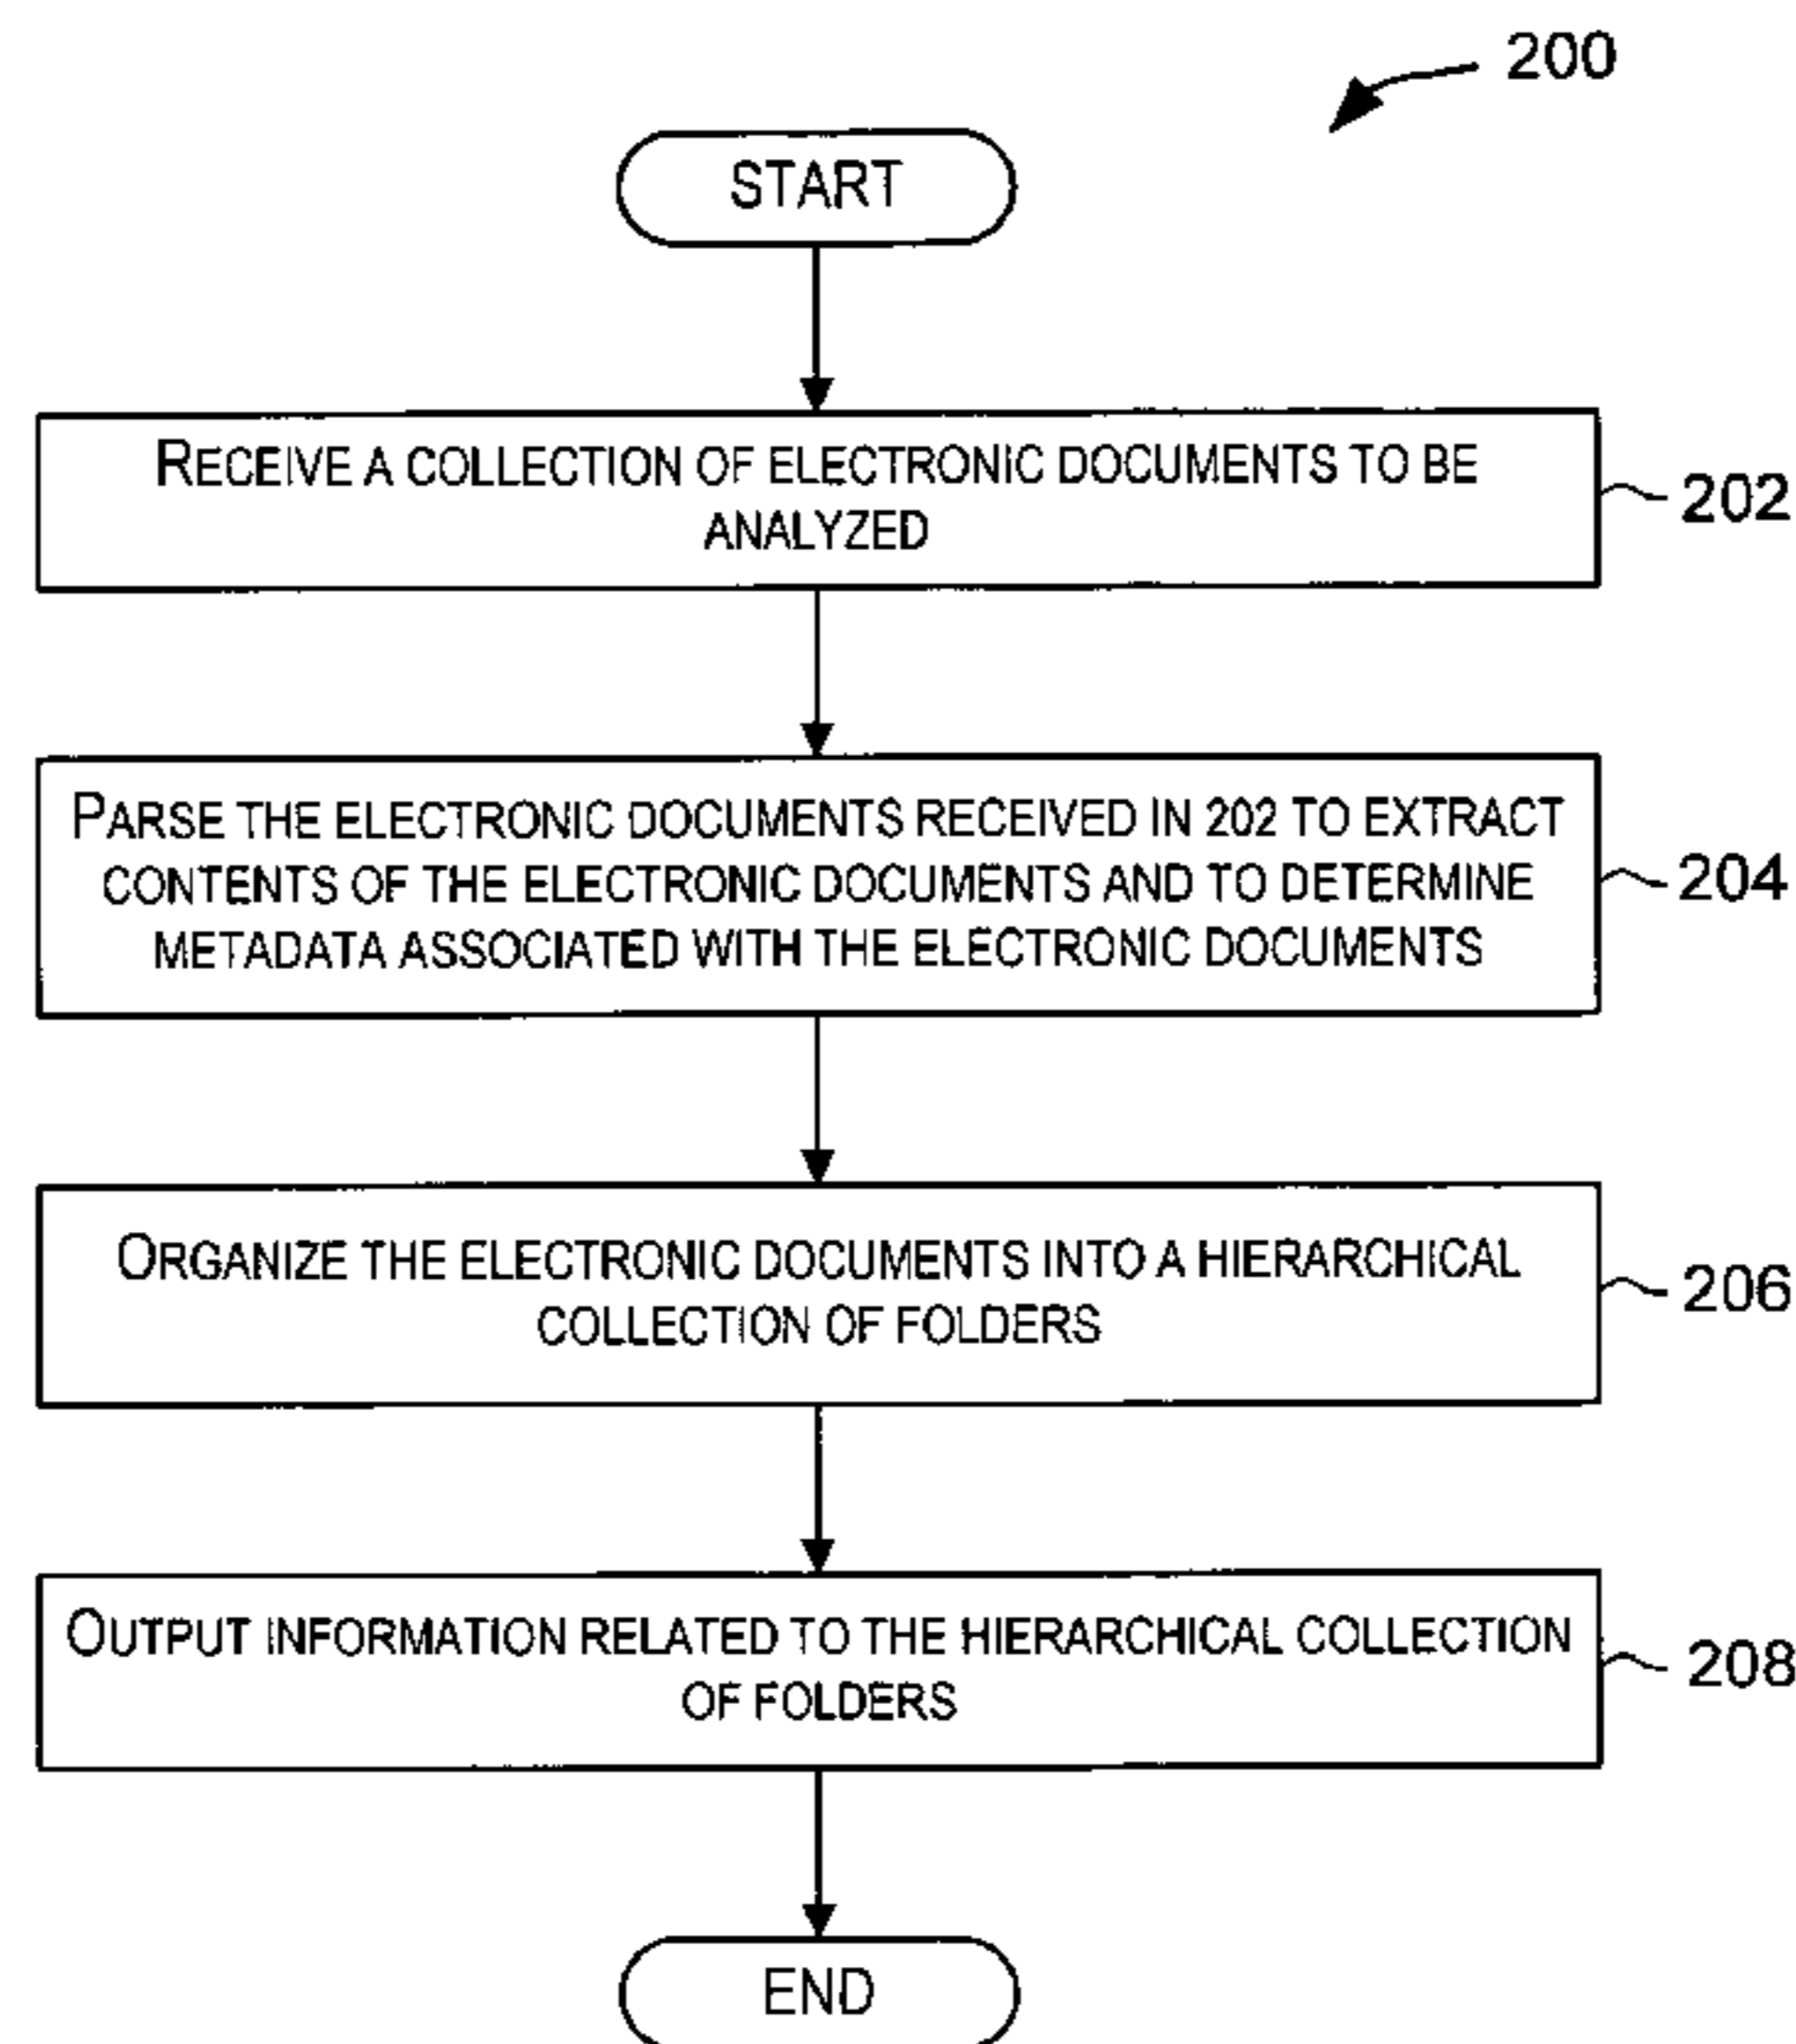 200
START
RECEIVE A COLLECTION OF ELECTRONIC DOCUMENTS TO BE
ANALYZED
202
PARSE THE ELECTRONIC DOCUMENTS RECEIVED IN 202 TO EXTRACT
CONTENTS OF THE ELECTRONIC DOCUMENTS AND TO DETERMINE
METADATA ASSOCIATED WITH THE ELECTRONIC DOCUMENTS
204
ORGANIZE THE ELECTRONIC DOCUMENTS INTO A HIERARCHICAL
COLLECTION OF FOLDERS
206
OUTPUT INFORMATION RELATED TO THE HIERARCHICAL COLLECTION
OF FOLDERS
208
END